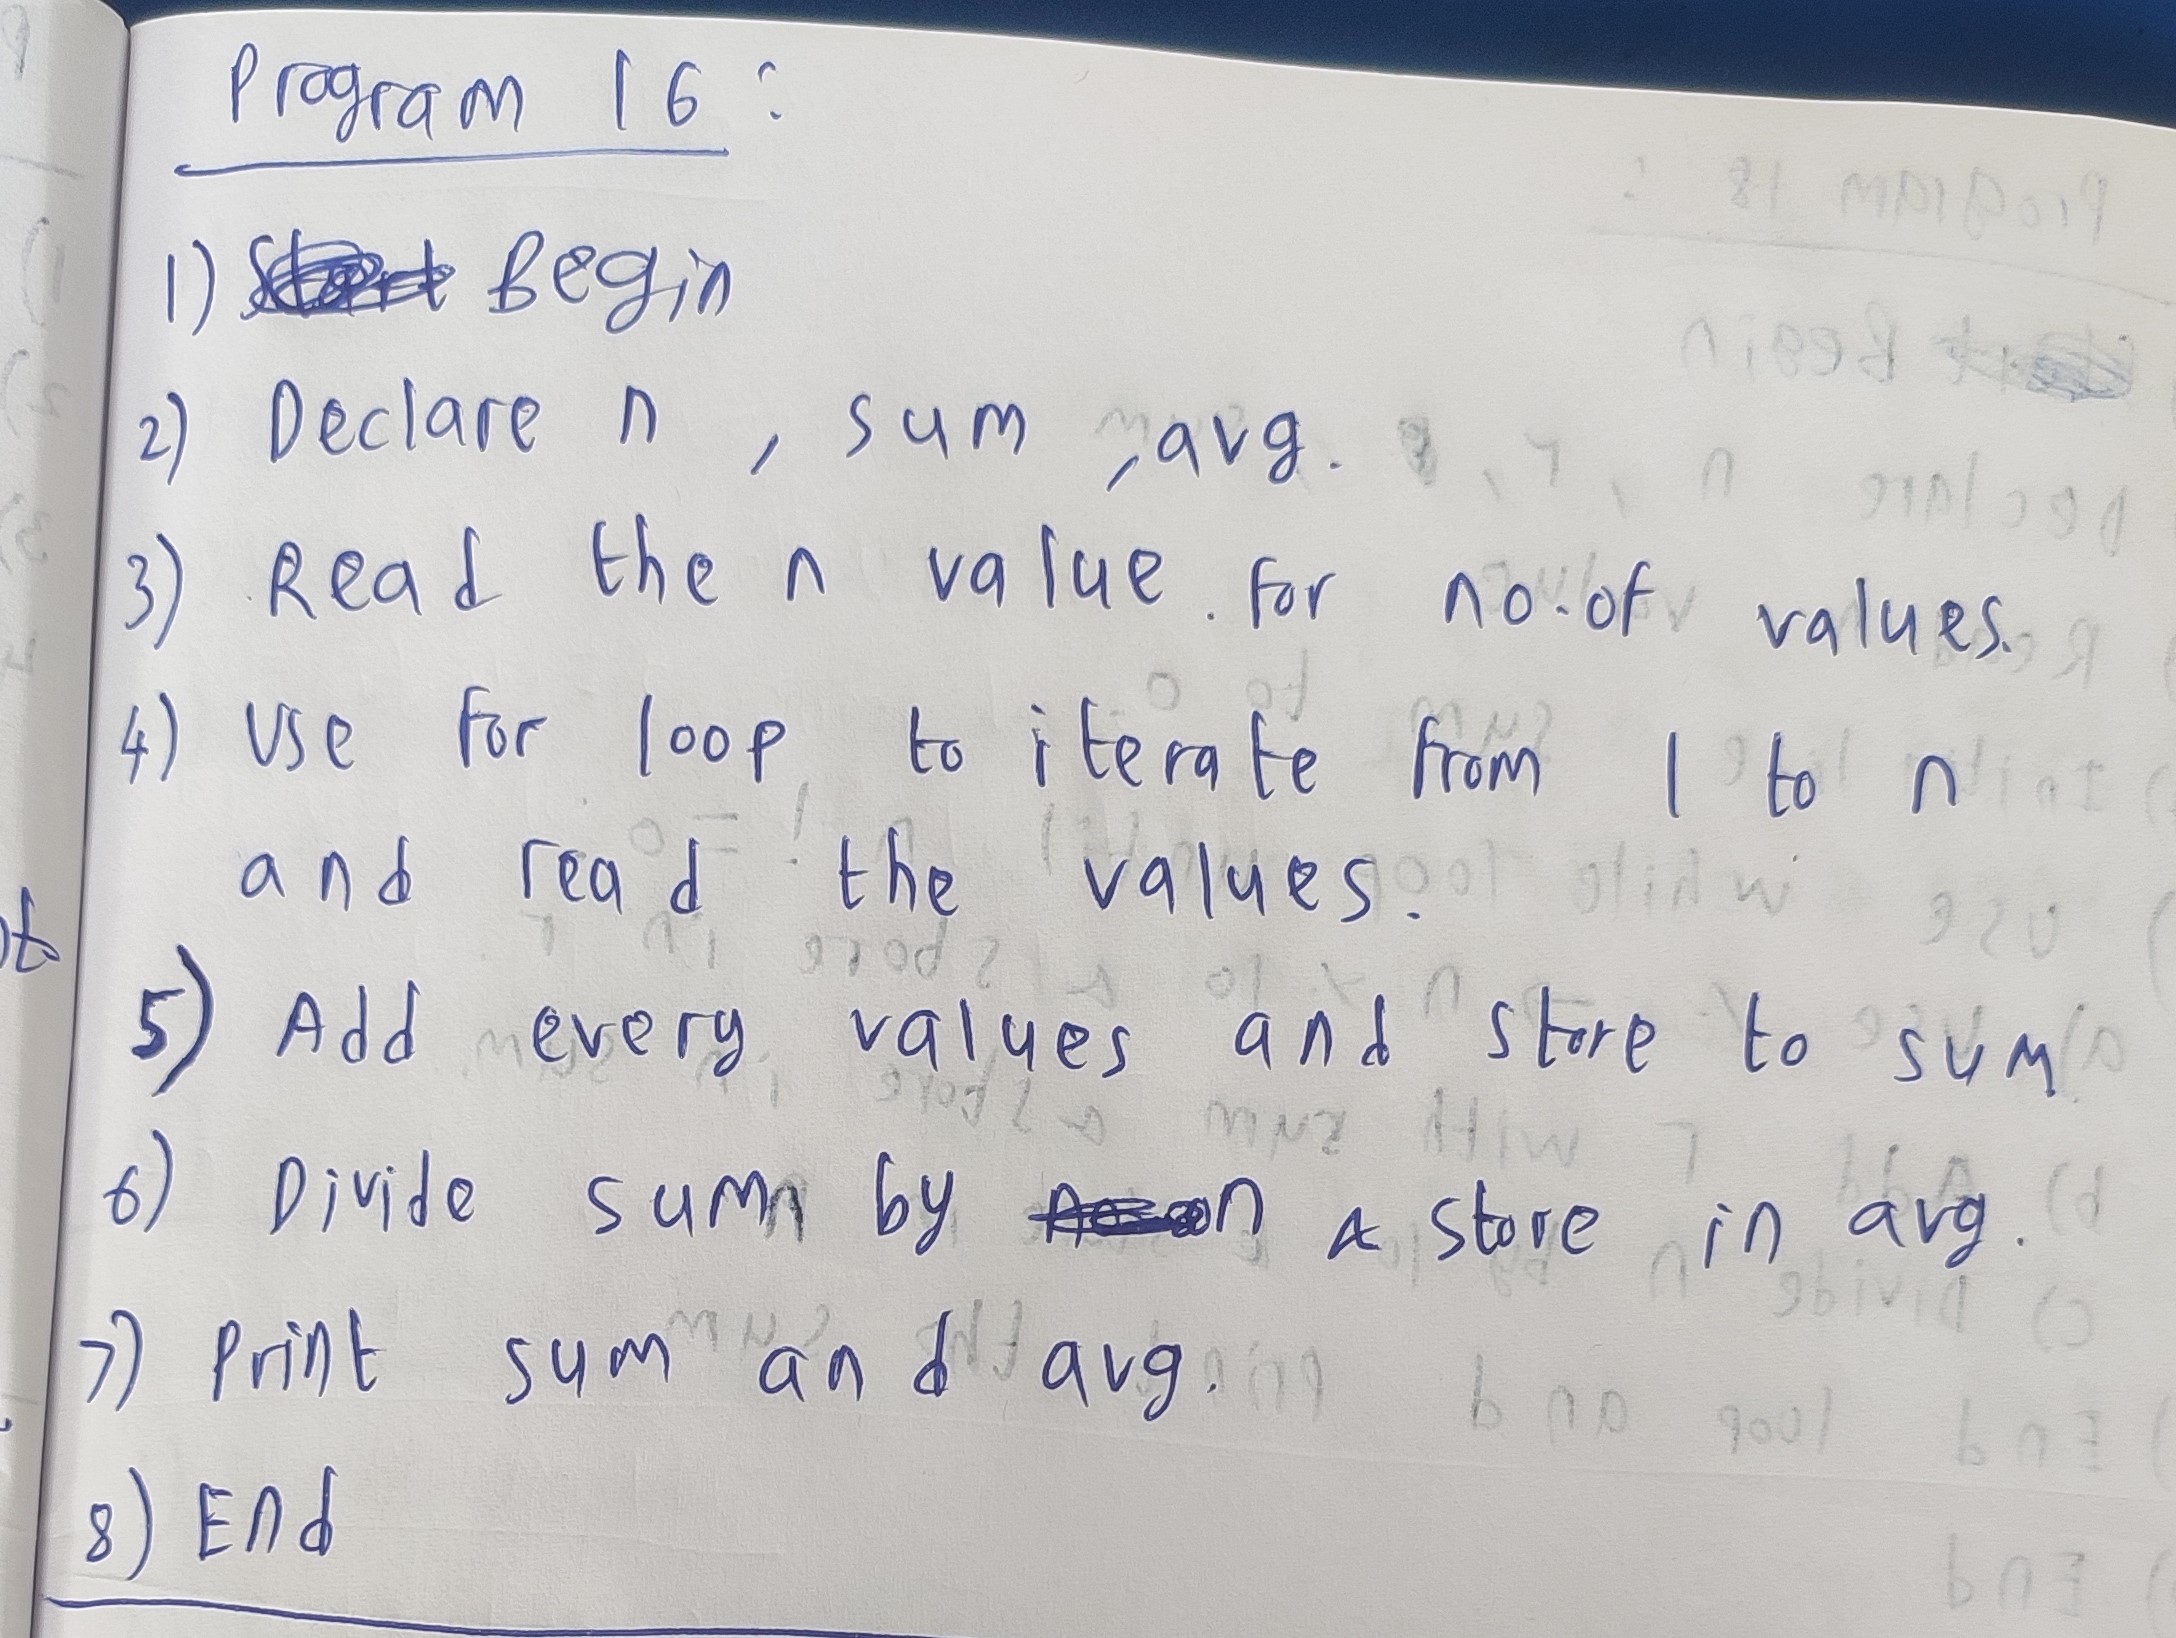 Program 16 :
1) Begin
2) Declare n , sum , avg.
3) Read the n value. for no.of values.
4) Use for loop to iterate from 1 to n
and read the values.
5) Add every values and store to sum
6) Divide sum by n & store in avg.
7) Print sum and avg.
8) End